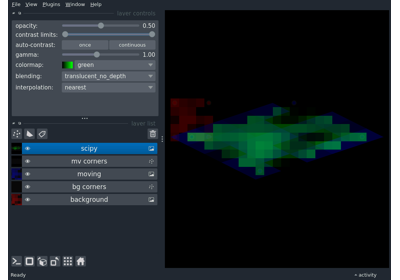 File View Plugins Window Help
layer controls
opacity: 0.50
contrast limits:
auto-contrast: once continuous
gamma: 1.00
colormap: green
blending: translucent_no_depth
interpolation: nearest
layer list
scipy
mv corners
moving
bg corners
background
Ready
activity